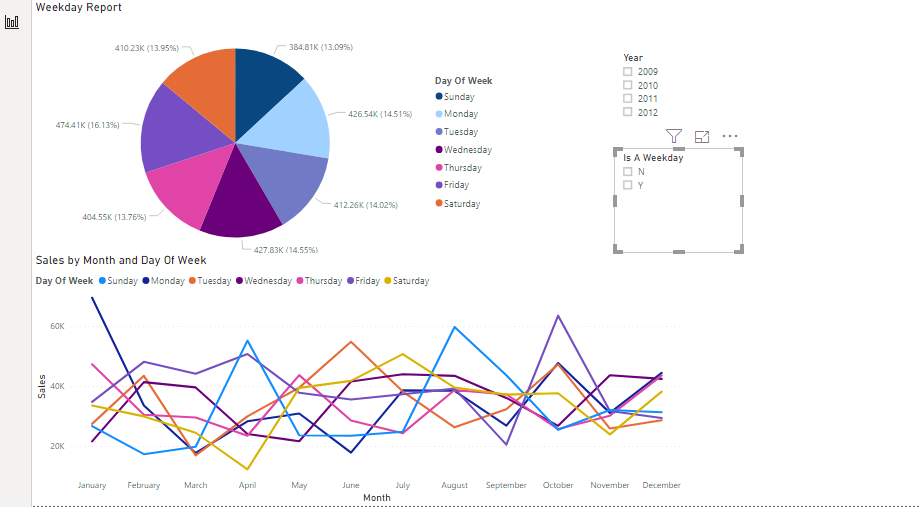 Weekday Report
410.23K (13.95%)
384.81K (13.09%)
474.41K (16.13%)
426.54K (14.51%)
404.55K (13.76%)
412.26K (14.02%)
427.83K (14.55%)
Day Of Week
Sunday
Monday
Tuesday
Wednesday
Thursday
Friday
Saturday
Year
2009
2010
2011
2012
Is A Weekday
N
Y
Sales by Month and Day Of Week
Day Of Week Sunday Monday Tuesday Wednesday Thursday Friday Saturday
60K
40K
20K
Sales
January February March April May June July August September October November December
Month